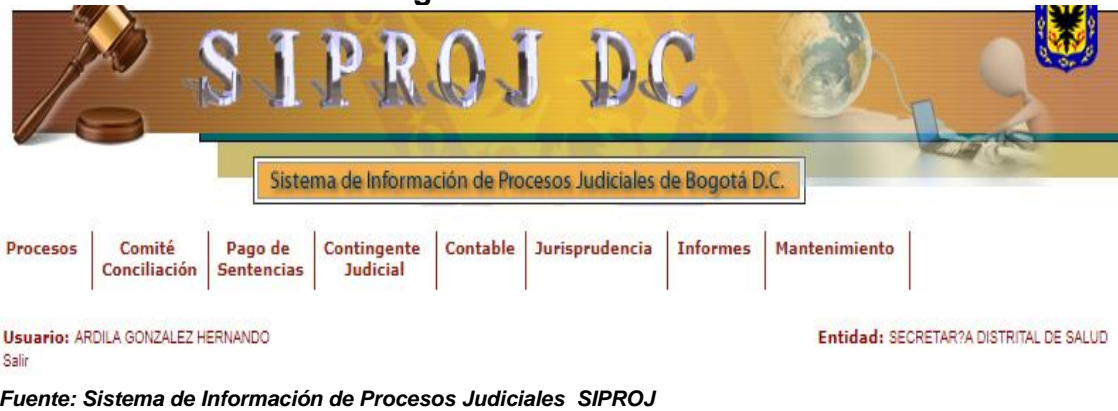 SIPROJ DC
Sistema de Información de Procesos Judiciales de Bogotá D.C.
Procesos Comité Conciliación Pago de Sentencias Contingente Judicial Contable Jurisprudencia Informes Mantenimiento
Usuario: ARDILA GONZALEZ HERNANDO Entidad: SECRETAR?A DISTRITAL DE SALUD
Salir
Fuente: Sistema de Información de Procesos Judiciales SIPROJ